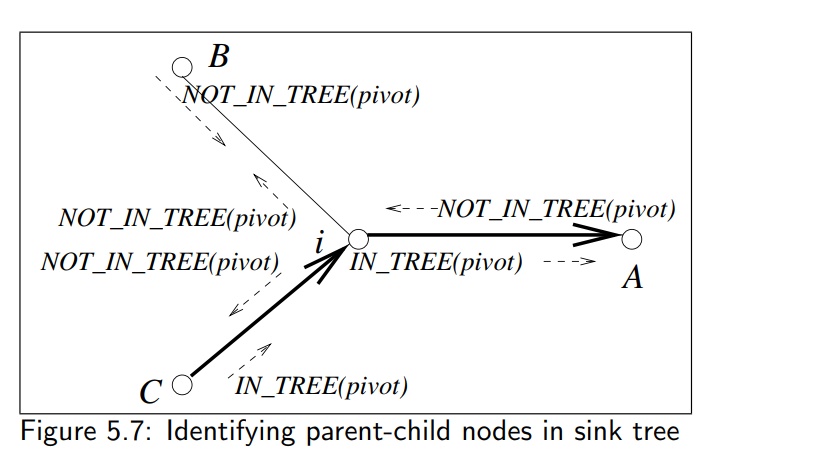 B
NOT_IN_TREE(pivot)
NOT_IN_TREE(pivot)
NOT_IN_TREE(pivot)
i
NOT_IN_TREE(pivot)
IN_TREE(pivot)
A
C
IN_TREE(pivot)
Figure 5.7: Identifying parent-child nodes in sink tree